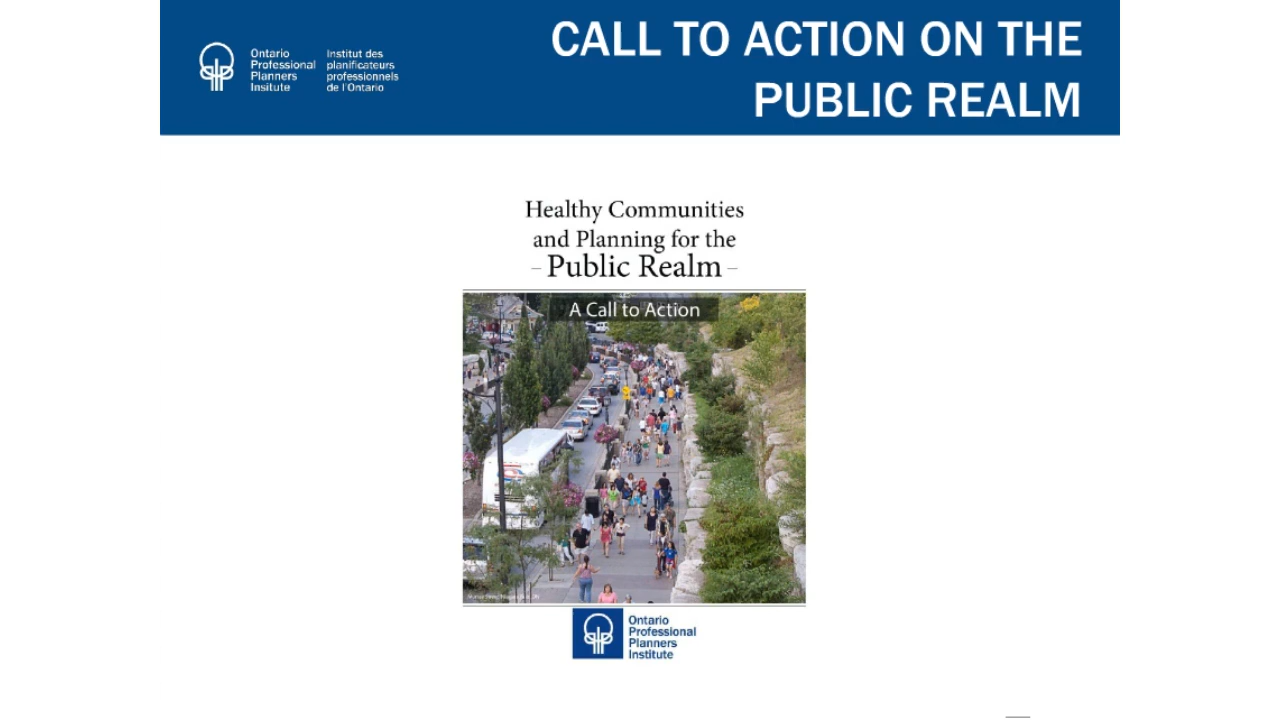 Ontario
Professional
Planners
Insitute
Institut des
planificateurs
professionnels
de l'Ontario
CALL TO ACTION ON THE
PUBLIC REALM
Healthy Communities
and Planning for the
– Public Realm –
A Call to Action
Ontario
Professional
Planners
Institute